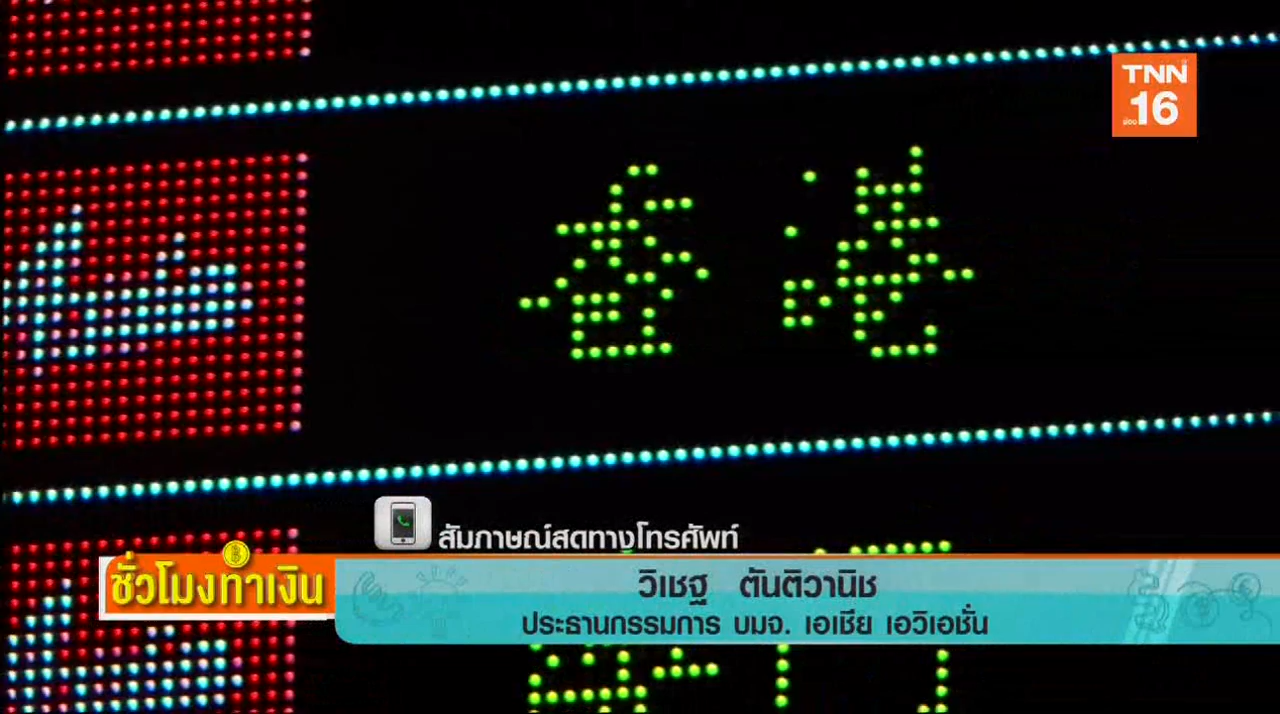 TNN
ช่อง 16
香港
สัมภาษณ์สดทางโทรศัพท์
ชั่วโมงทำเงิน
วิเชฐ ตันติวานิช
ประธานกรรมการ บมจ. เอเชีย เอวิเอชั่น